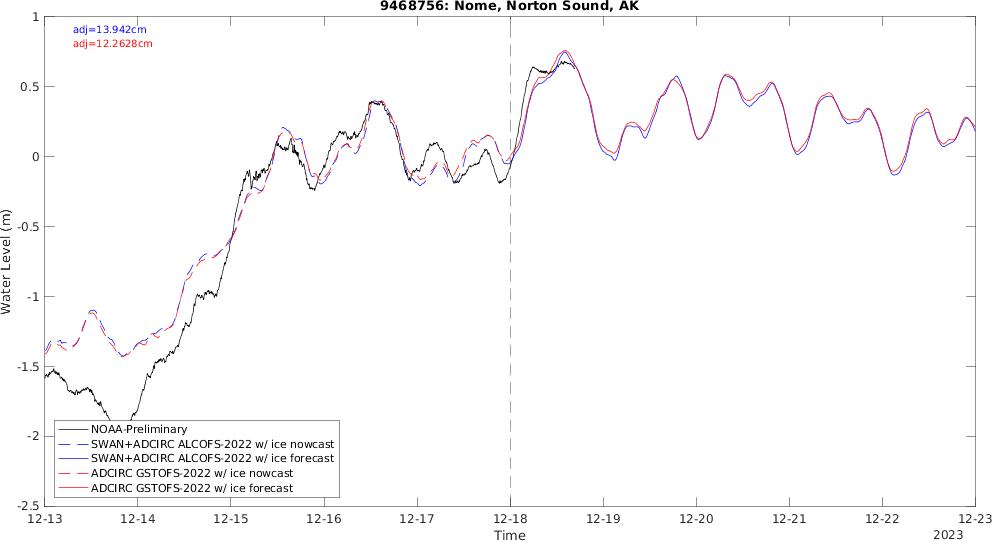 9468756: Nome, Norton Sound, AK
adj=13.942cm
adj=12.2628cm
1
0.5
0
-0.5
-1
-1.5
-2
-2.5
Water Level (m)
NOAA-Preliminary
SWAN+ADCIRC ALCOFS-2022 w/ ice nowcast
SWAN+ADCIRC ALCOFS-2022 w/ ice forecast
ADCIRC GSTOFS-2022 w/ ice nowcast
ADCIRC GSTOFS-2022 w/ ice forecast
12-13 12-14 12-15 12-16 12-17 12-18 12-19 12-20 12-21 12-22 12-23
Time
2023